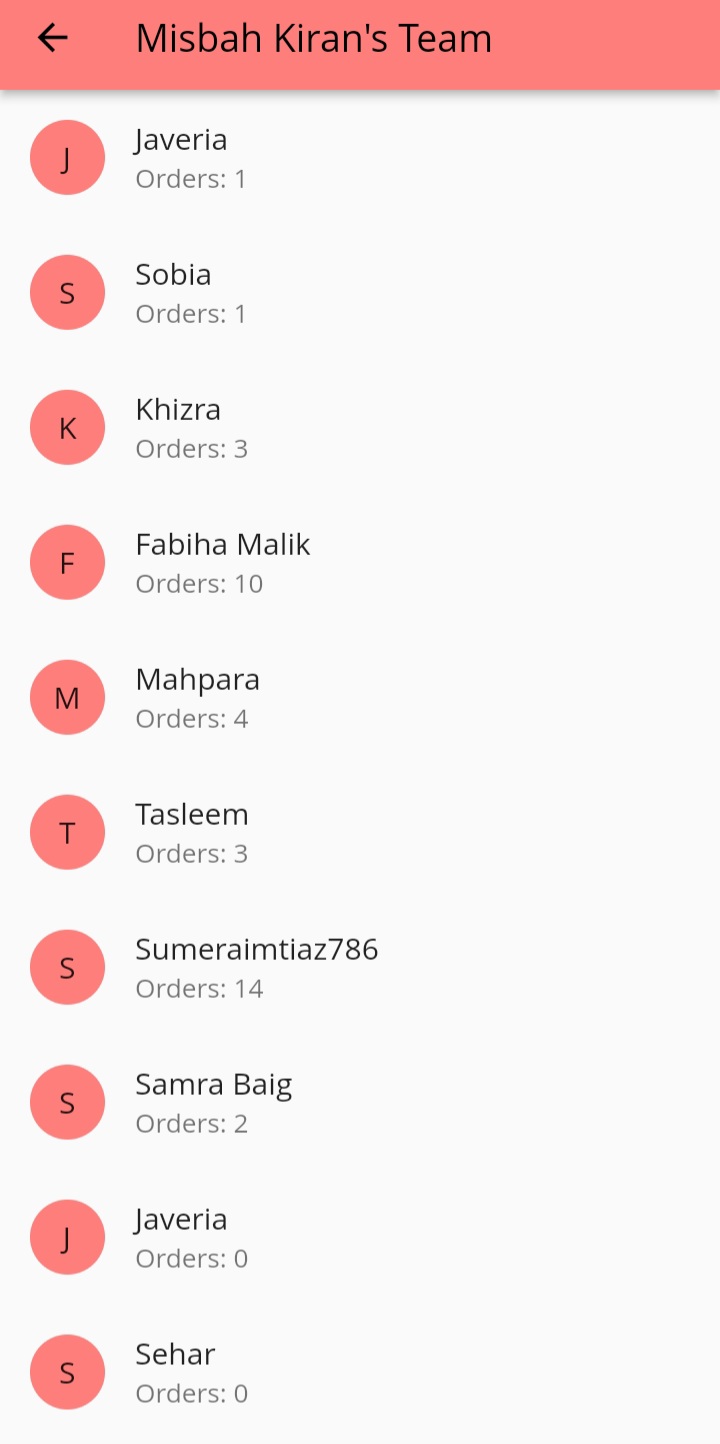 Misbah Kiran's Team
J
Javeria
Orders: 1
S
Sobia
Orders: 1
K
Khizra
Orders: 3
F
Fabiha Malik
Orders: 10
M
Mahpara
Orders: 4
T
Tasleem
Orders: 3
S
Sumeraimtiaz786
Orders: 14
S
Samra Baig
Orders: 2
J
Javeria
Orders: 0
S
Sehar
Orders: 0